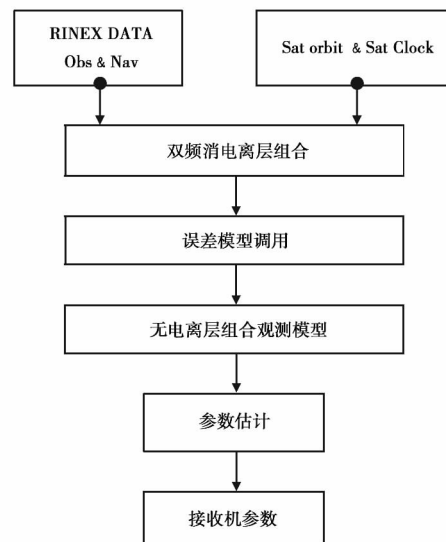 RINEX DATA
Obs & Nav
Sat orbit & Sat Clock
双频消电离层组合
误差模型调用
无电离层组合观测模型
参数估计
接收机参数